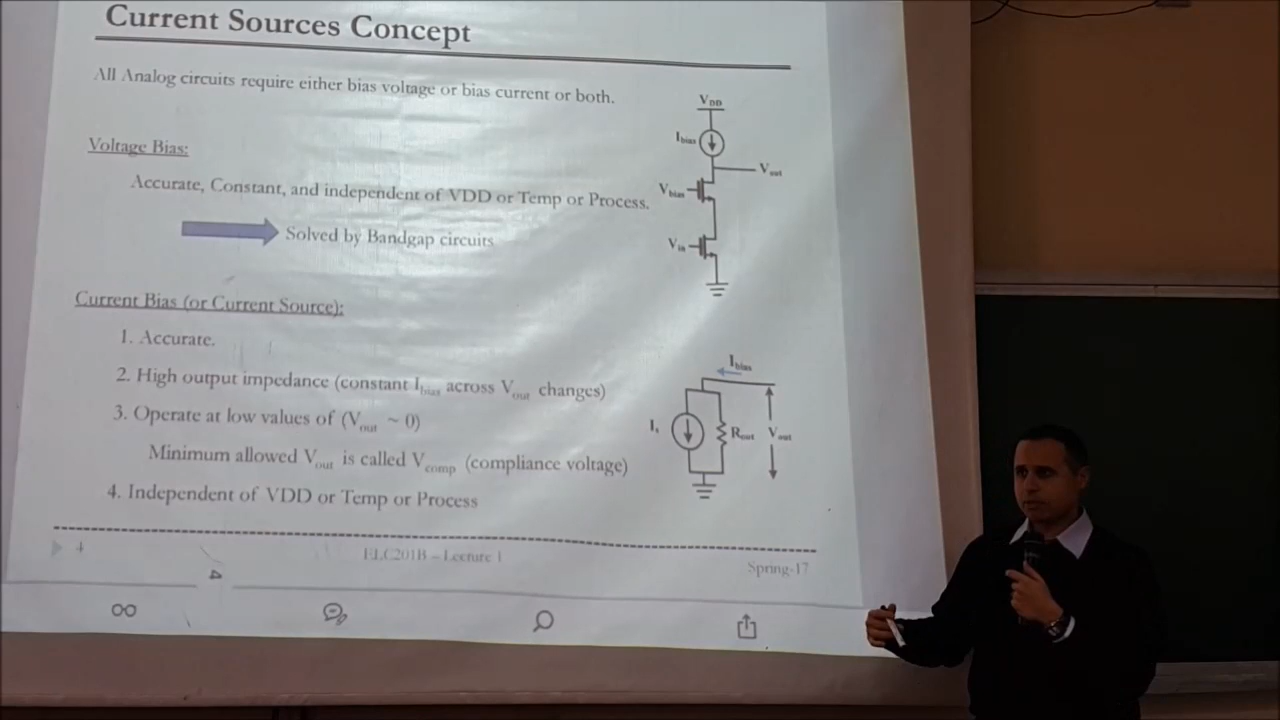 Current Sources Concept
All Analog circuits require either bias voltage or bias current or both.
Voltage Bias:
Accurate, Constant, and independent of VDD or Temp or Process.
Solved by Bandgap circuits
VDD
Ibias
Vout
Vbias
Vin
Current Bias (or Current Source):
1. Accurate.
2. High output impedance (constant Ibias across Vout changes)
3. Operate at low values of (Vout ~ 0)
Minimum allowed Vout is called Vcomp (compliance voltage)
4. Independent of VDD or Temp or Process
Ibias
Is
Rout
Vout
4
ELC201B – Lecture 1
Spring-17